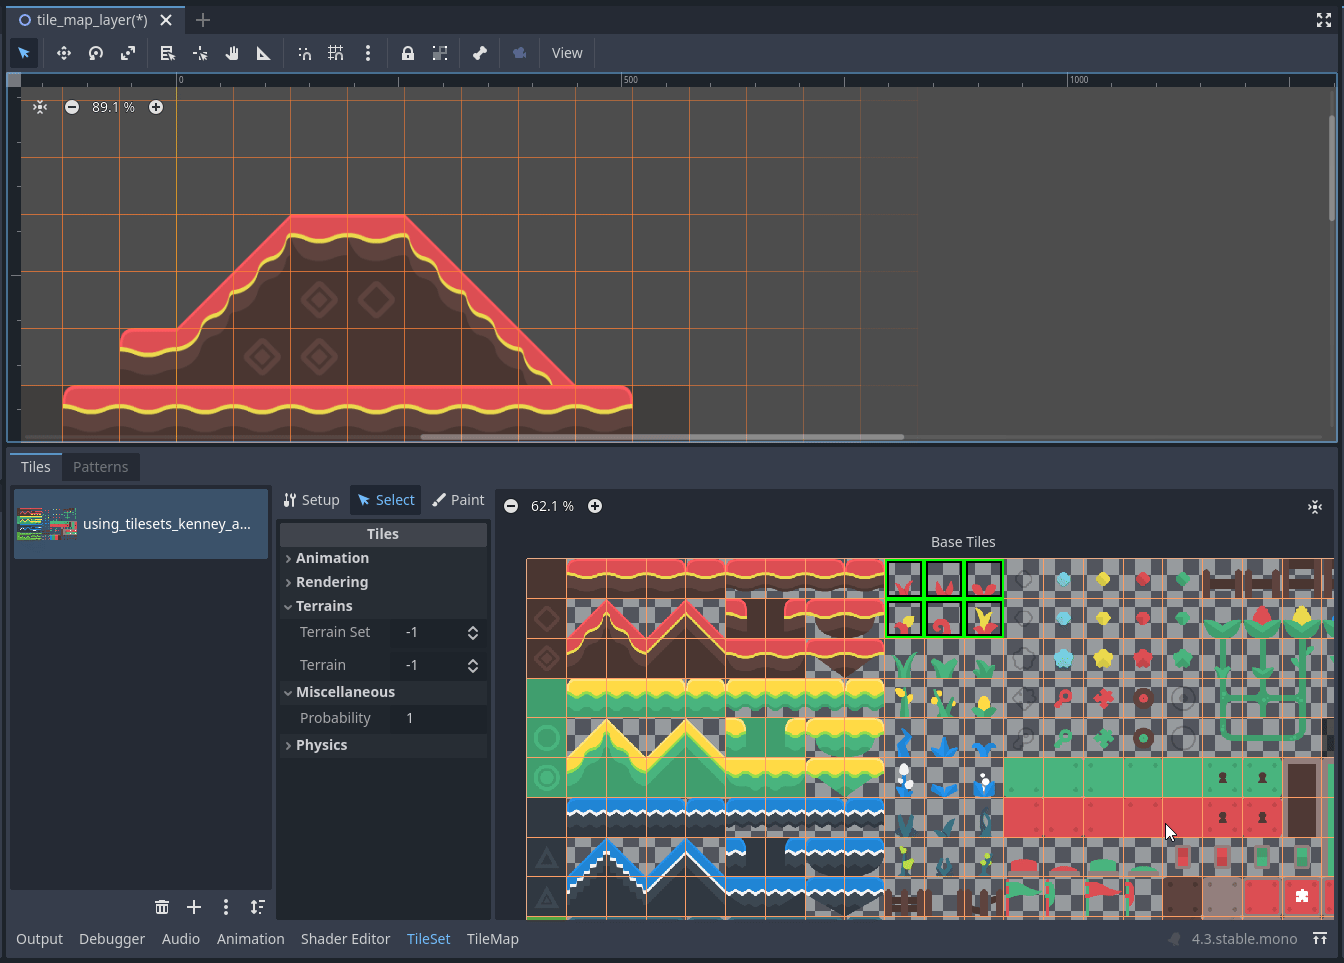 tile_map_layer(*)
View
0
500
1000
89.1 %
Tiles
Patterns
using_tilesets_kenney_a...
Setup
Select
Paint
62.1 %
Tiles
Base Tiles
Animation
Rendering
Terrains
Terrain Set
-1
Terrain
-1
Miscellaneous
Probability
1
Physics
Output
Debugger
Audio
Animation
Shader Editor
TileSet
TileMap
4.3.stable.mono